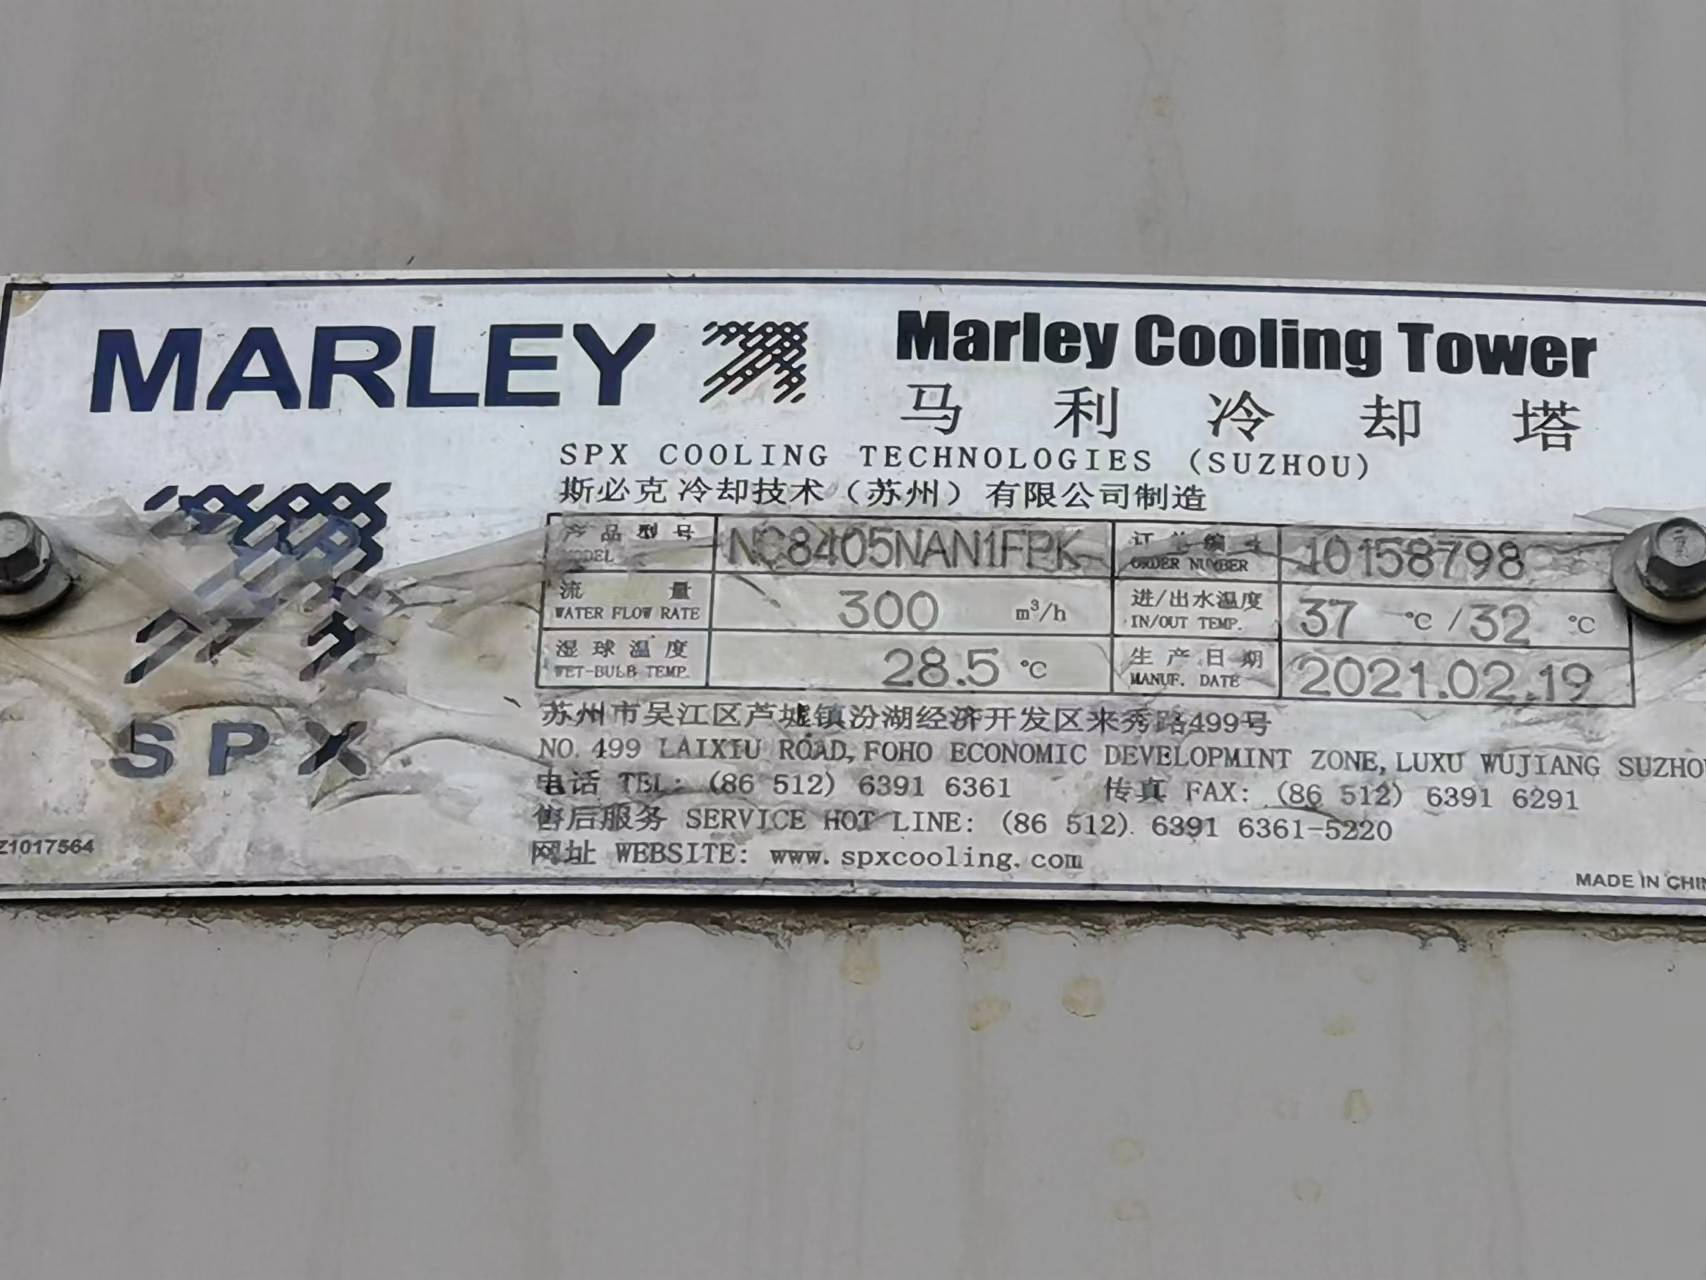 MARLEY
Marley Cooling Tower
马利冷却塔
SPX COOLING TECHNOLOGIES (SUZHOU)
斯必克冷却技术（苏州）有限公司制造
产品型号 MODEL NC8405NAN1FPK 订单编号 ORDER NUMBER 10158798
流量 WATER FLOW RATE 300 m³/h 进/出水温度 IN/OUT TEMP. 37 ℃ / 32 ℃
湿球温度 WET-BULB TEMP. 28.5 ℃ 生产日期 MANUF. DATE 2021.02.19
SPX
苏州市吴江区芦墟镇汾湖经济开发区来秀路499号
NO. 499 LAIXIU ROAD, FOHO ECONOMIC DEVELOPMINT ZONE, LUXU WUJIANG SUZHO
电话 TEL: (86 512) 6391 6361 传真 FAX: (86 512) 6391 6291
售后服务 SERVICE HOT LINE: (86 512) 6391 6361-5220
网址 WEBSITE: www.spxcooling.com
Z1017564
MADE IN CHIN